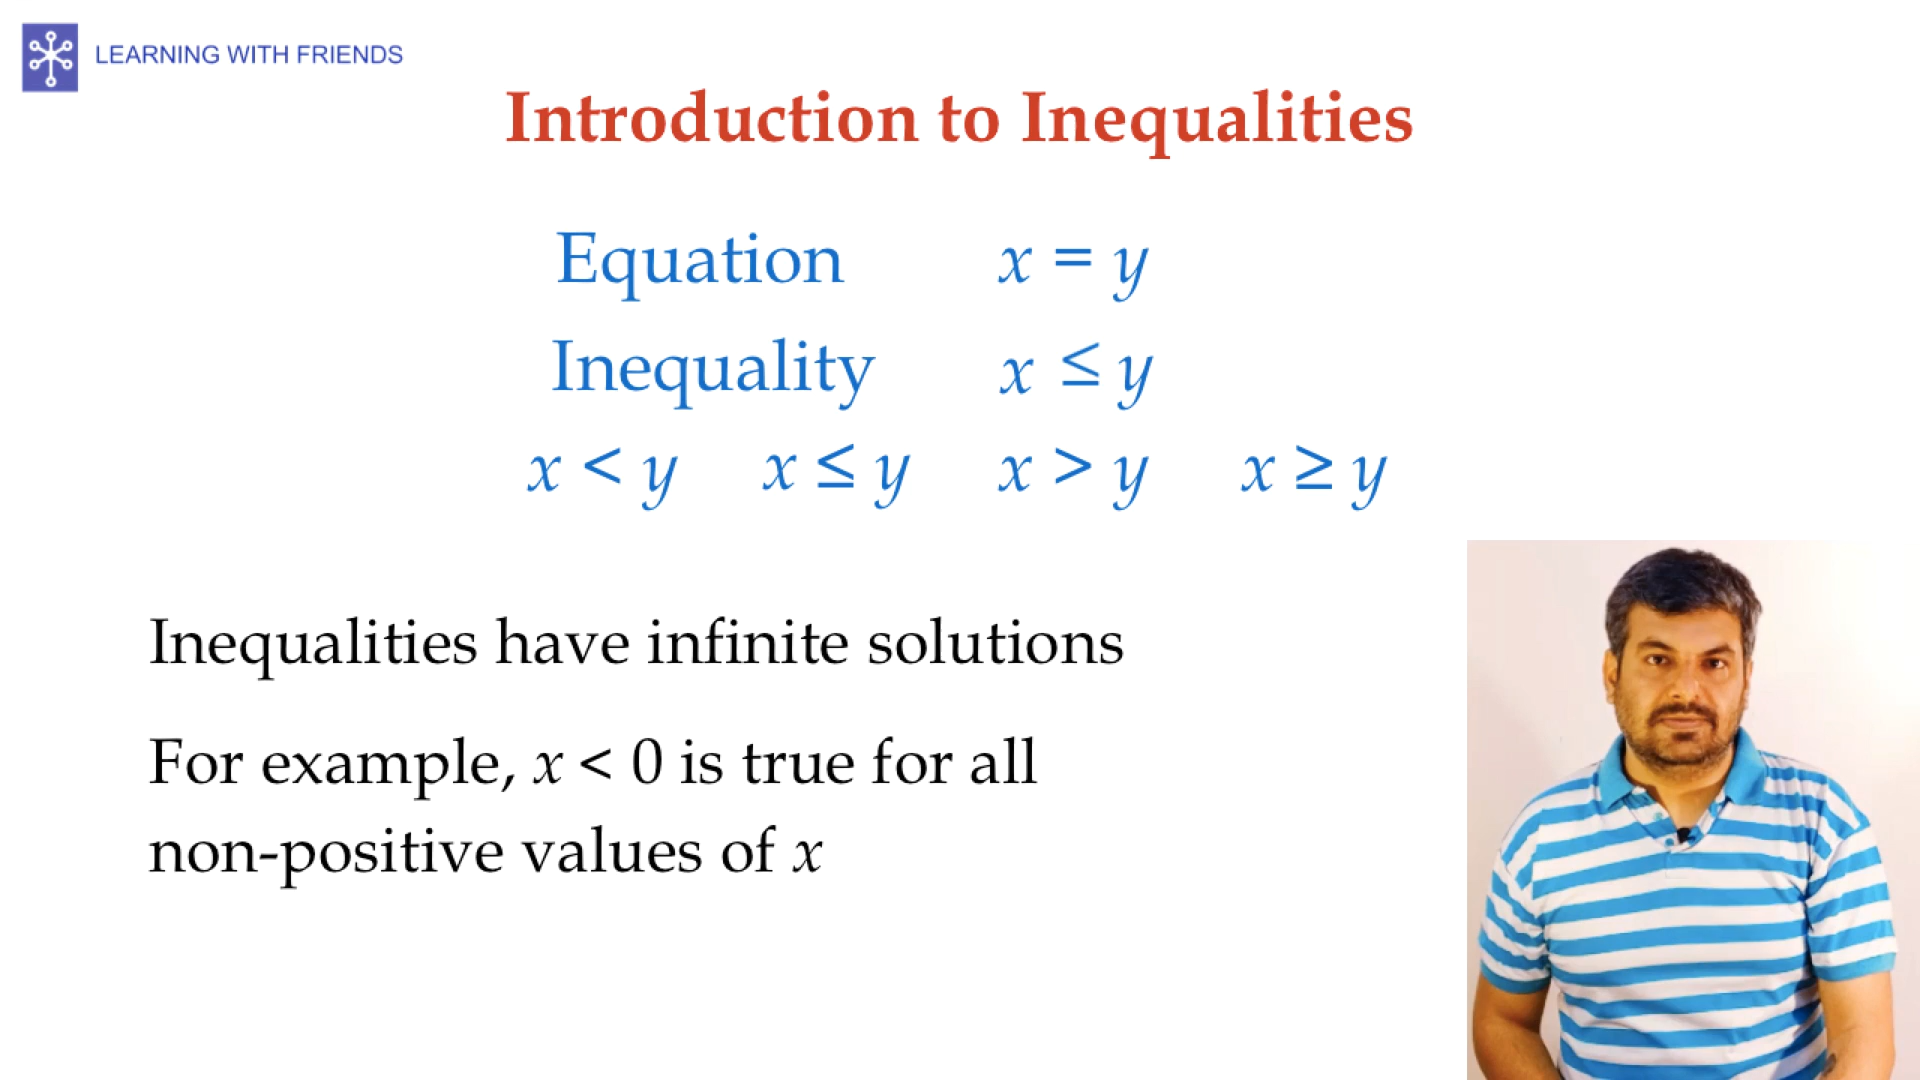 LEARNING WITH FRIENDS
Introduction to Inequalities
Equation x = y
Inequality x ≤ y
x < y x ≤ y x > y x ≥ y
Inequalities have infinite solutions
For example, x < 0 is true for all
non-positive values of x